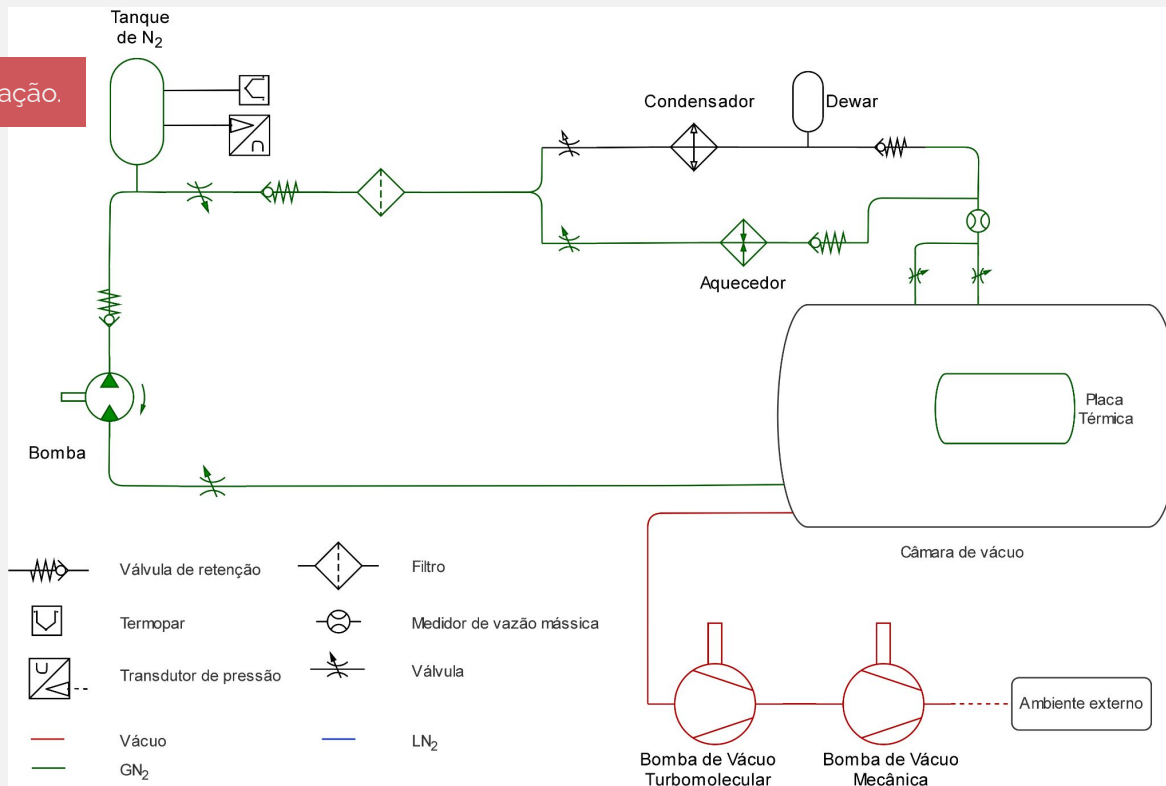 Tanque
de N₂
ação.
Condensador
Dewar
Aquecedor
Placa
Térmica
Bomba
Câmara de vácuo
Válvula de retenção
Filtro
Termopar
Medidor de vazão mássica
Transdutor de pressão
Válvula
Vácuo
LN₂
GN₂
Ambiente externo
Bomba de Vácuo
Turbomolecular
Bomba de Vácuo
Mecânica